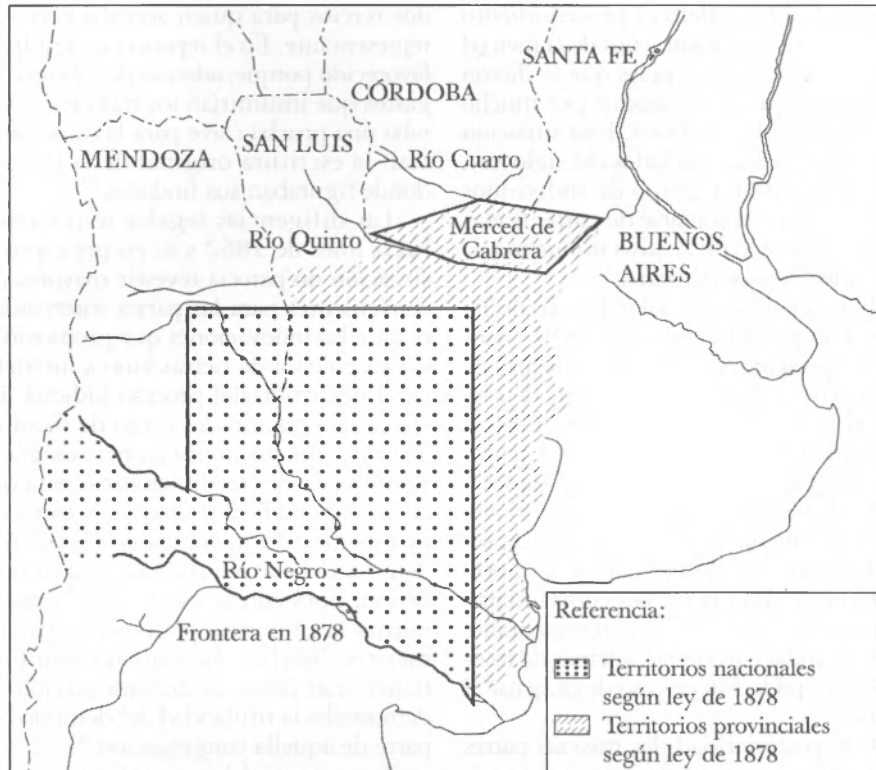 SANTA FE
CÓRDOBA
MENDOZA
SAN LUIS
Río Cuarto
Río Quinto
Merced de
Cabrera
BUENOS
AIRES
Río Negro
Frontera en 1878
Referencia:
Territorios nacionales
según ley de 1878
Territorios provinciales
según ley de 1878